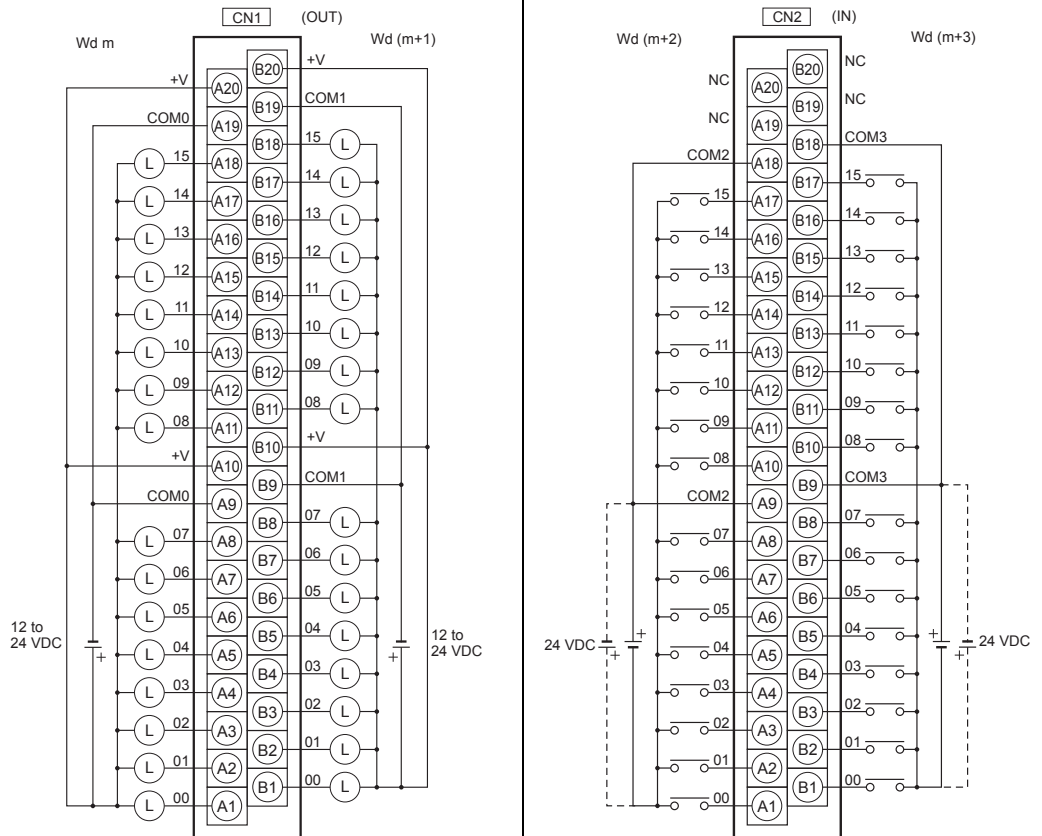 CN1 (OUT)
Wd m
Wd (m+1)
B20 +V
+V A20
B19 COM1
COM0 A19
B18 15 L
L 15 A18
B17 14 L
L 14 A17
B16 13 L
L 13 A16
B15 12 L
L 12 A15
B14 11 L
L 11 A14
B13 10 L
L 10 A13
B12 09 L
L 09 A12
B11 08 L
L 08 A11
B10 +V
+V A10
B9 COM1
COM0 A9
B8 07 L
L 07 A8
B7 06 L
L 06 A7
B6 05 L
L 05 A6
B5 04 L
L 04 A5
B4 03 L
L 03 A4
B3 02 L
L 02 A3
B2 01 L
L 01 A2
B1 00 L
L 00 A1
12 to
24 VDC
+
12 to
24 VDC
+
CN2 (IN)
Wd (m+2)
Wd (m+3)
B20 NC
NC A20
B19 NC
NC A19
B18 COM3
COM2 A18
B17 15
15 A17
B16 14
14 A16
B15 13
13 A15
B14 12
12 A14
B13 11
11 A13
B12 10
10 A12
B11 09
09 A11
B10 08
08 A10
B9 COM3
COM2 A9
B8 07
07 A8
B7 06
06 A7
B6 05
05 A6
B5 04
04 A5
B4 03
03 A4
B3 02
02 A3
B2 01
01 A2
B1 00
00 A1
24 VDC
+
+
+
+
24 VDC